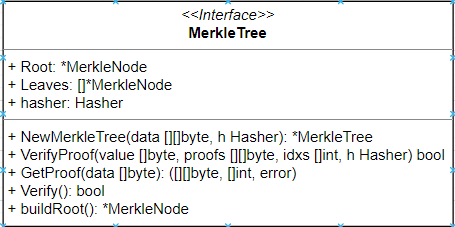 <<Interface>>
MerkleTree
+ Root: *MerkleNode
+ Leaves: []*MerkleNode
+ hasher: Hasher
+ NewMerkleTree(data [][]byte, h Hasher): *MerkleTree
+ VerifyProof(value []byte, proofs [][]byte, idxs []int, h Hasher) bool
+ GetProof(data []byte): ([][]byte, []int, error)
+ Verify(): bool
+ buildRoot(): *MerkleNode